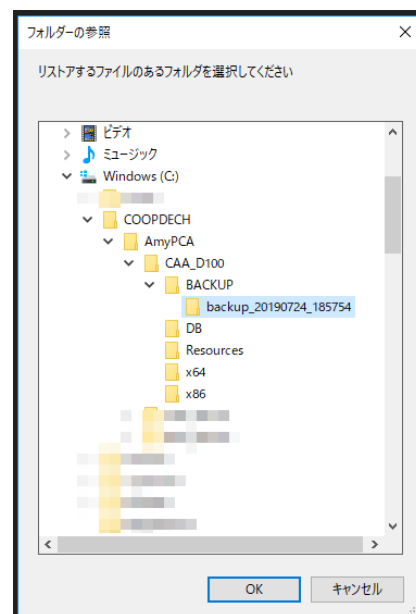 フォルダーの参照
リストアするファイルのあるフォルダを選択してください
ビデオ
ミュージック
Windows (C:)
COOPDECH
AmyPCA
CAA_D100
BACKUP
backup_20190724_185754
DB
Resources
x64
x86
OK
キャンセル